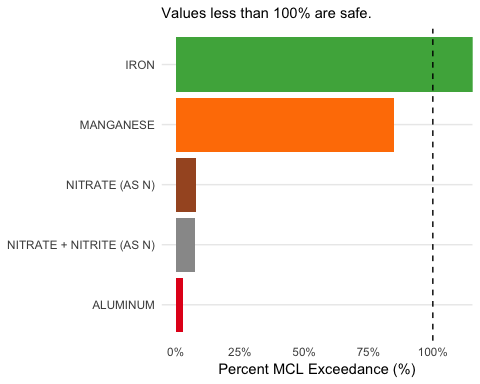 Values less than 100% are safe.
IRON
MANGANESE
NITRATE (AS N)
NITRATE + NITRITE (AS N)
ALUMINUM
0% 25% 50% 75% 100%
Percent MCL Exceedance (%)